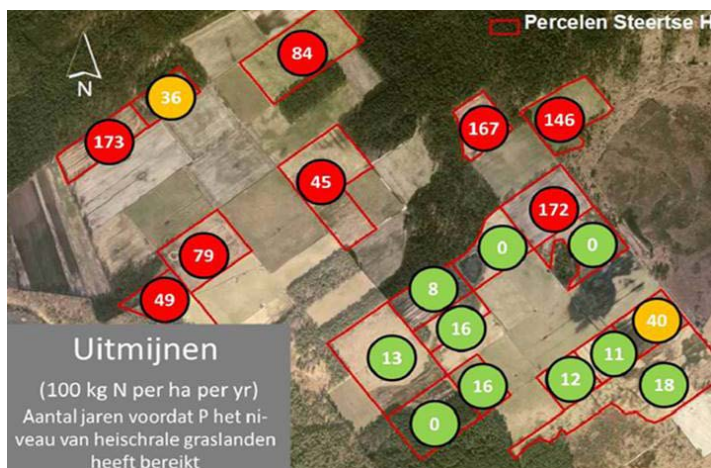 Percelen Steertse H
84
36
N
173
167
146
45
172
79
0
0
49
8
40
16
11
13
12
18
16
0
Uitmijnen
(100 kg N per ha per yr)
Aantal jaren voordat P het ni-
veau van heischrale graslanden
heeft bereikt